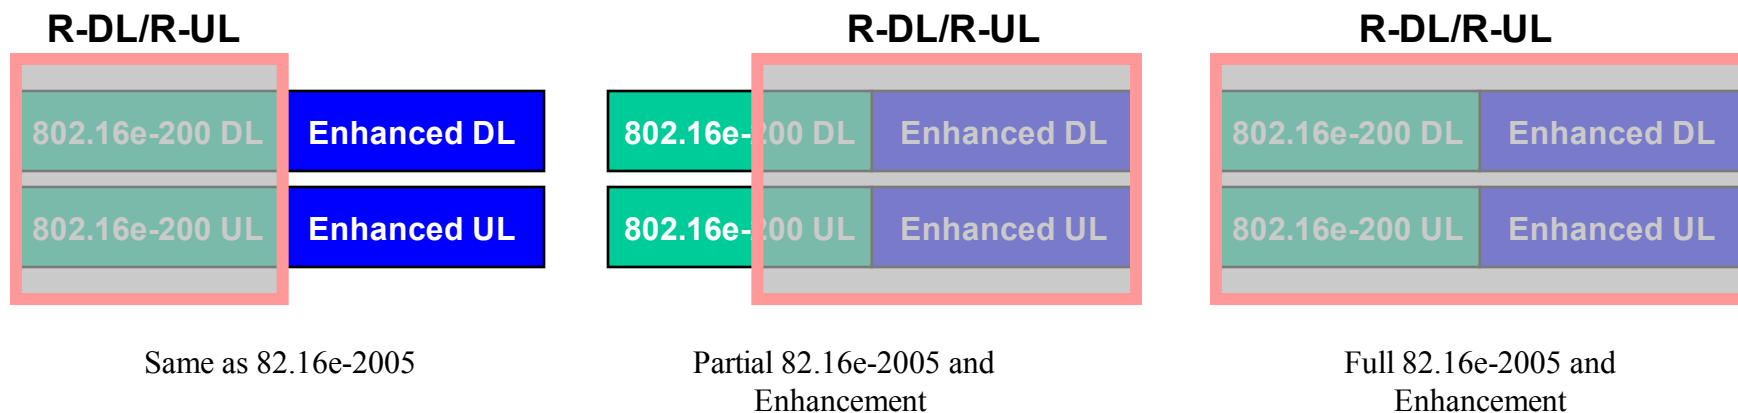 R-DL/R-UL R-DL/R-UL R-DL/R-UL
802.16e-200 DL Enhanced DL 802.16e-200 DL Enhanced DL 802.16e-200 DL Enhanced DL
802.16e-200 UL Enhanced UL 802.16e-200 UL Enhanced UL 802.16e-200 UL Enhanced UL
Same as 82.16e-2005
Partial 82.16e-2005 and
Enhancement
Full 82.16e-2005 and
Enhancement